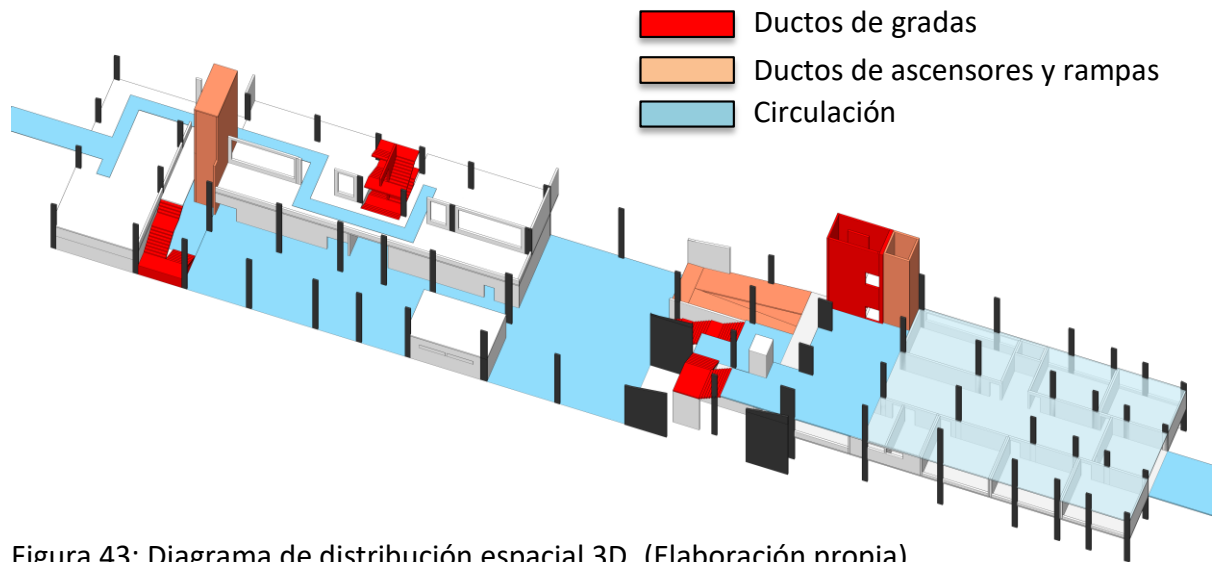 Ductos de gradas
Ductos de ascensores y rampas
Circulación
Figura 43: Diagrama de distribución espacial 3D. (Elaboración propia)